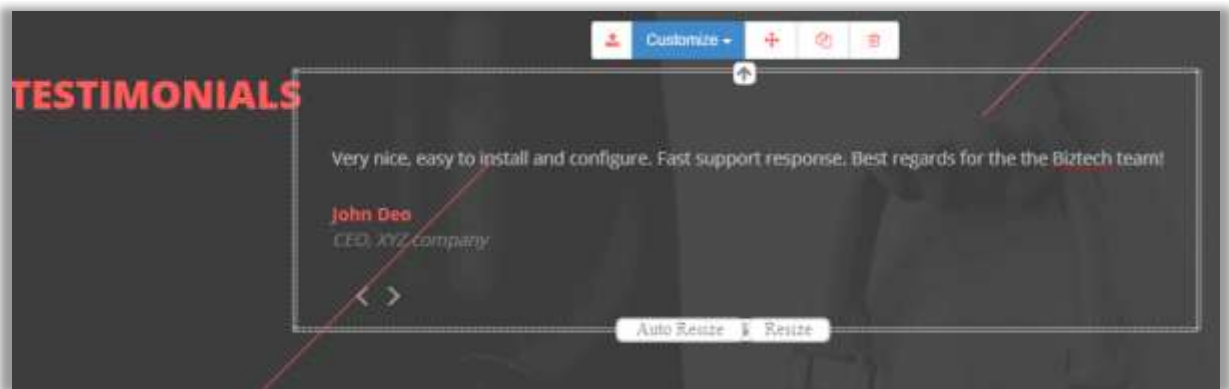 Customize
TESTIMONIALS
Very nice, easy to install and configure. Fast support response. Best regards for the the Biztech team!
John Deo
CEO, XYZ company
Auto Resize
Resize